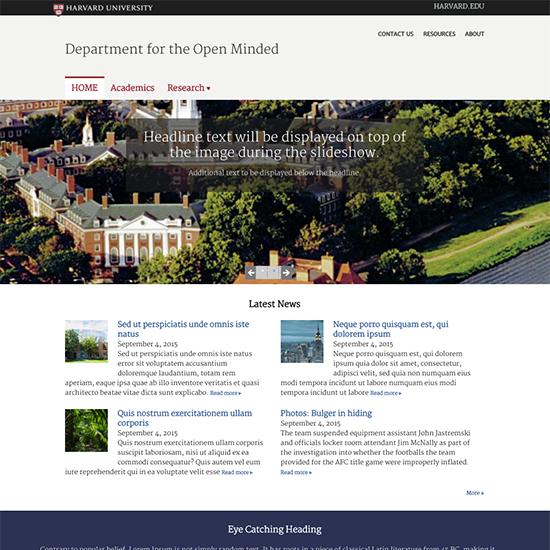 HARVARD UNIVERSITY
HARVARD.EDU
CONTACT US
RESOURCES
ABOUT
Department for the Open Minded
HOME
Academics
Research
Headline text will be displayed on top of
the image during the slideshow.
Additional text to be displayed below the headline.
Latest News
Sed ut perspiciatis unde omnis iste
natus
September 4, 2015
Sed ut perspiciatis unde omnis iste natus
error sit voluptatem accusantium
doloremque laudantium, totam rem
aperiam, eaque ipsa quae ab illo inventore veritatis et quasi
architecto beatae vitae dicta sunt explicabo. Read more »
Neque porro quisquam est, qui
dolorem ipsum
September 4, 2015
Neque porro quisquam est, qui dolorem
ipsum quia dolor sit amet, consectetur,
adipisci velit, sed quia non numquam eius
modi tempora incidunt ut labore numquam eius modi
tempora incidunt ut labore Read more »
Quis nostrum exercitationem ullam
corporis
September 4, 2015
Quis nostrum exercitationem ullam corporis
suscipit laboriosam, nisi ut aliquid ex ea
commodi consequatur? Quis autem vel eum
iure reprehenderit qui in ea voluptate velit esse Read more »
Photos: Bulger in hiding
September 4, 2015
The team suspended equipment assistant John Jastremski
and officials locker room attendant Jim McNally as part of
the investigation into whether the footballs the team
provided for the AFC title game were improperly inflated.
Read more »
More »
Eye Catching Heading
Contrary to popular belief, Lorem Ipsum is not simply random text. It has roots in a piece of classical Latin literature from 45 BC, making it